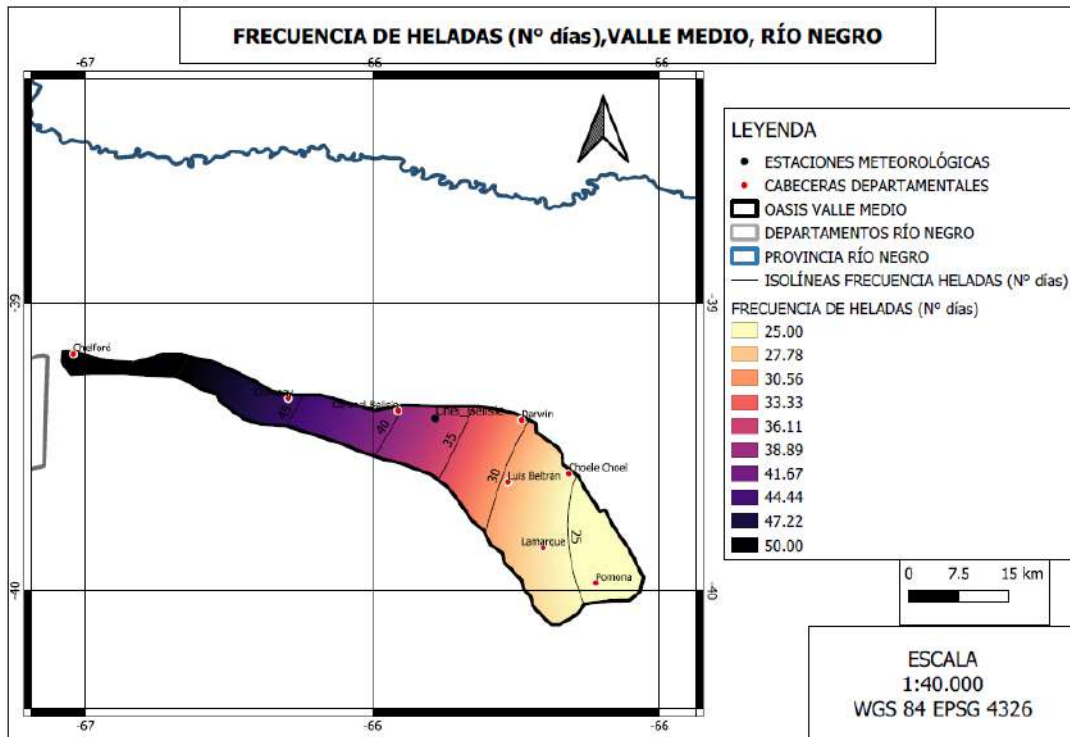 FRECUENCIA DE HELADAS (N° días),VALLE MEDIO, RÍO NEGRO
-67
-66
-66
LEYENDA
ESTACIONES METEOROLÓGICAS
CABECERAS DEPARTAMENTALES
OASIS VALLE MEDIO
DEPARTAMENTOS RÍO NEGRO
PROVINCIA RÍO NEGRO
ISOLÍNEAS FRECUENCIA HELADAS (N° días)
FRECUENCIA DE HELADAS (N° días)
25.00
27.78
30.56
33.33
36.11
38.89
41.67
44.44
47.22
50.00
-39
-39
Chelforó
45
40
35
Darwin
30
Luis Beltrán
Choele Choel
25
Lamarque
Pomona
-40
-40
0 7.5 15 km
ESCALA
1:40.000
WGS 84 EPSG 4326
-67
-66
-66